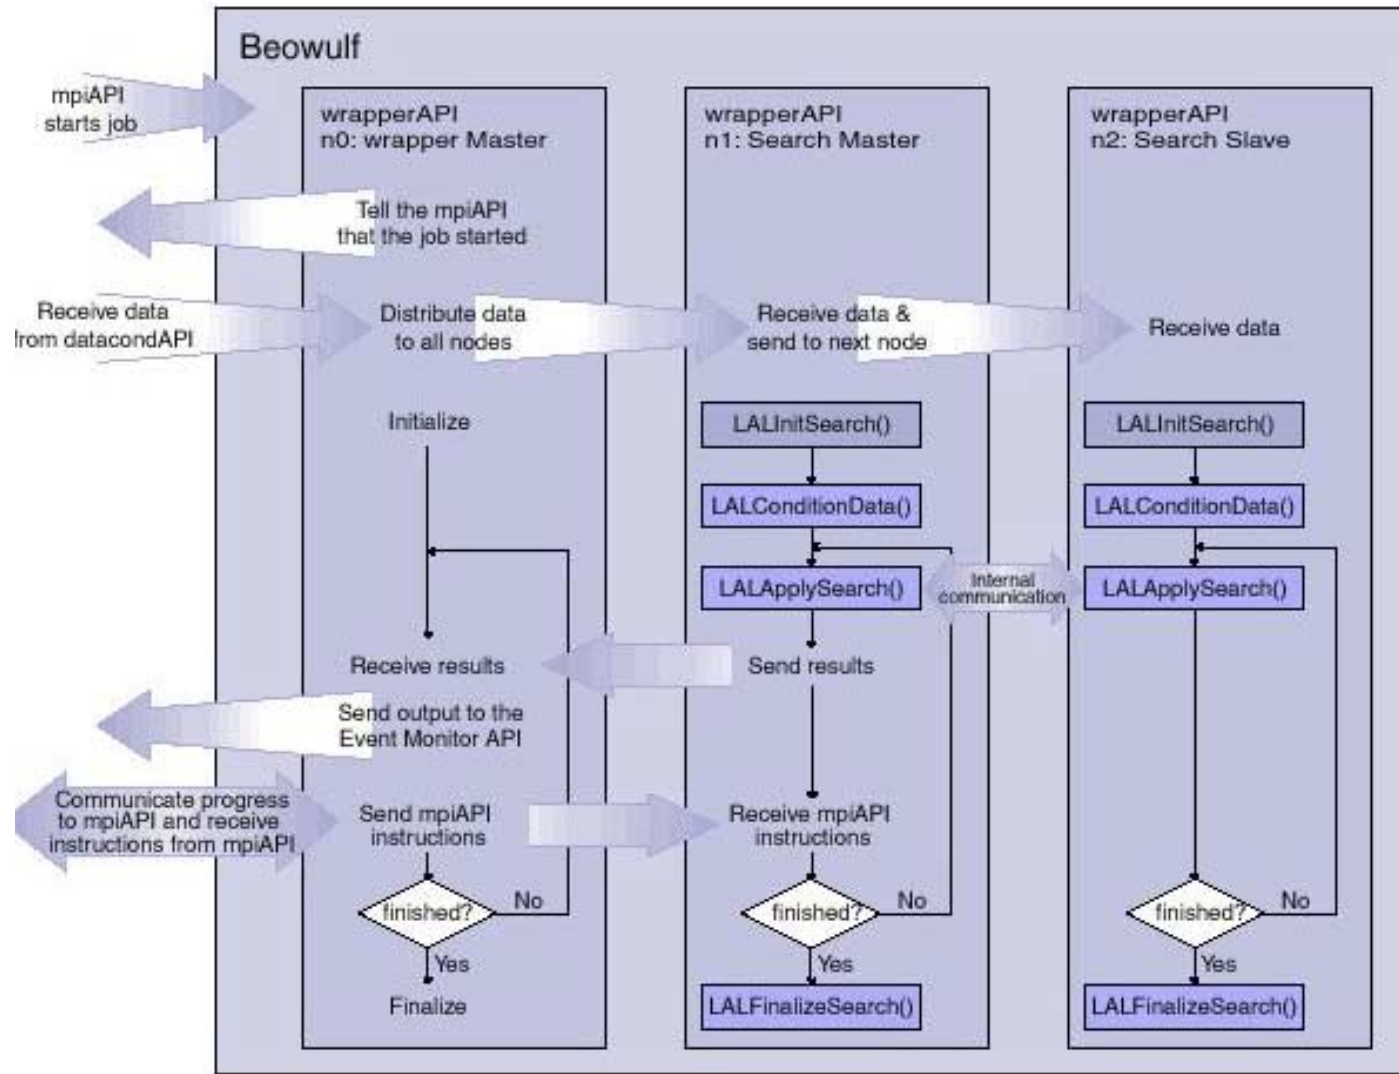 Beowulf
mpiAPI
starts job
wrapperAPI
n0: wrapper Master
wrapperAPI
n1: Search Master
wrapperAPI
n2: Search Slave
Tell the mpiAPI
that the job started
Receive data
from datacondAPI
Distribute data
to all nodes
Receive data &
send to next node
Receive data
Initialize
LALInitSearch()
LALInitSearch()
LALConditionData()
LALConditionData()
LALApplySearch()
Internal
communication
LALApplySearch()
Receive results
Send results
Send output to the
Event Monitor API
Communicate progress
to mpiAPI and receive
instructions from mpiAPI
Send mpiAPI
instructions
Receive mpiAPI
instructions
finished?
No
finished?
No
finished?
No
Yes
Yes
Yes
Finalize
LALFinalizeSearch()
LALFinalizeSearch()